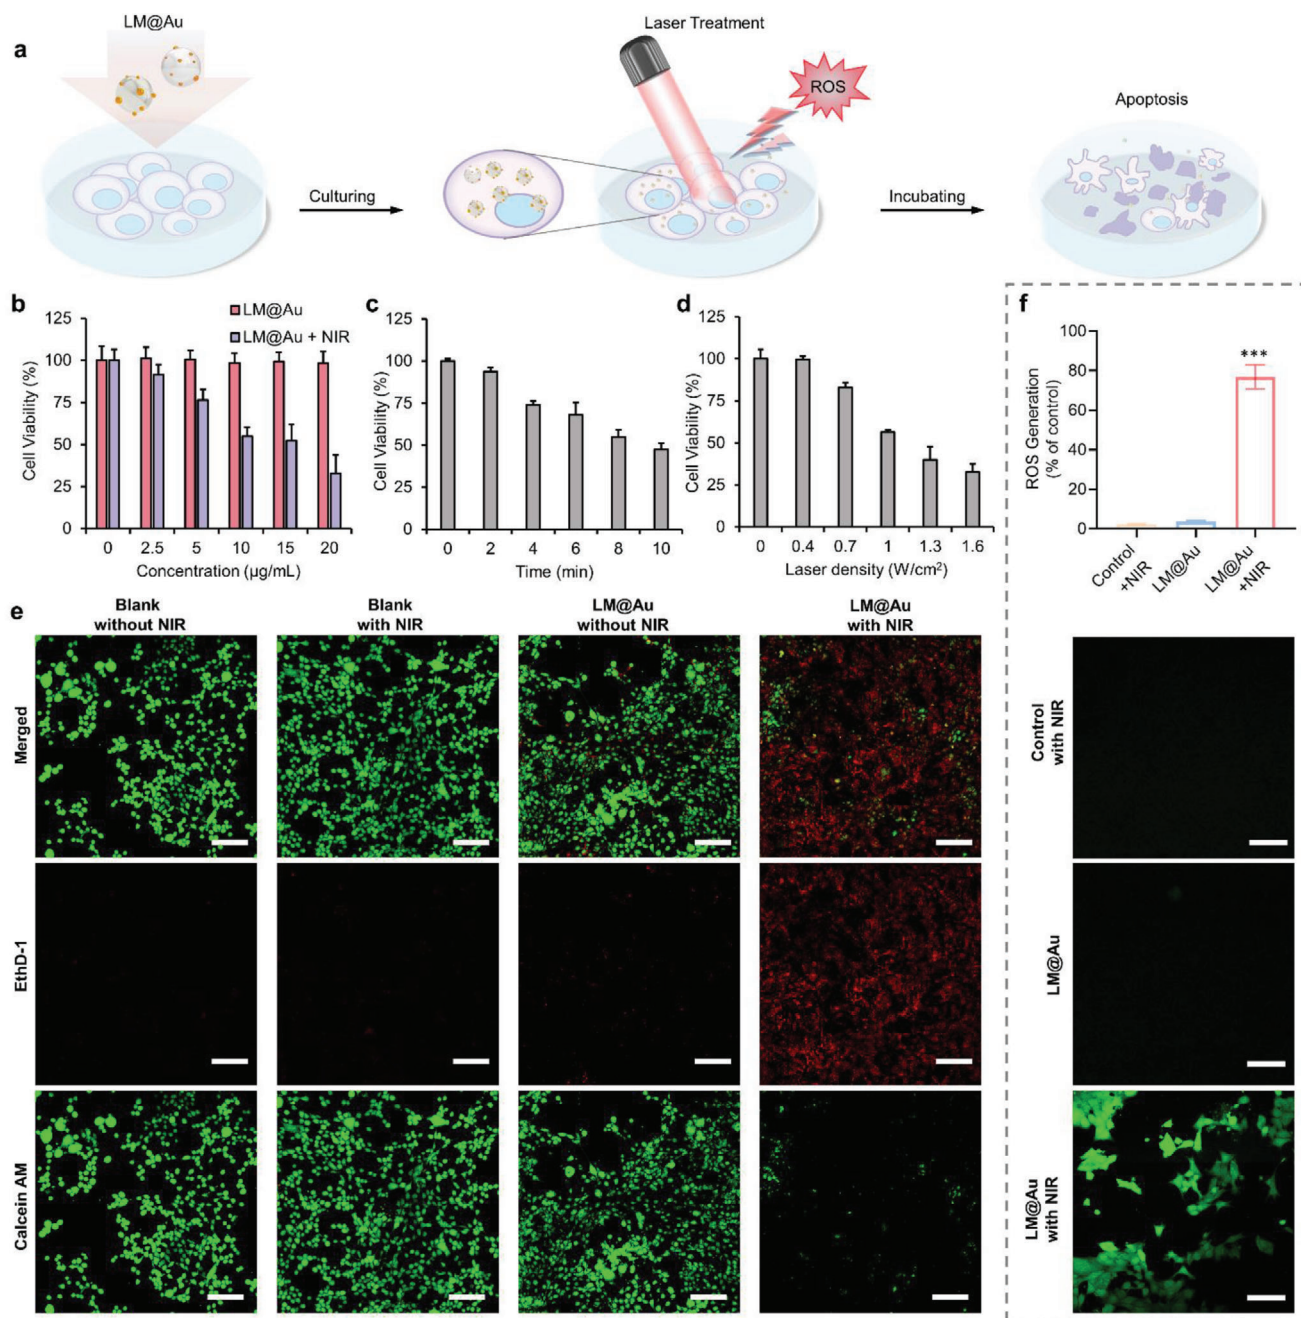 LM@Au
Laser Treatment
a
ROS
Apoptosis
Culturing
Incubating
b
LM@Au
LM@Au + NIR
Cell Viability (%)
125
100
75
50
25
0
0 2.5 5 10 15 20
Concentration (μg/mL)
c
Cell Viability (%)
125
100
75
50
25
0
0 2 4 6 8 10
Time (min)
d
Cell Viability (%)
125
100
75
50
25
0
0 0.4 0.7 1 1.3 1.6
Laser density (W/cm²)
f
ROS Generation
(% of control)
100
80
60
40
20
0
***
Control
+NIR
LM@Au
LM@Au
+NIR
e
Blank
without NIR
Blank
with NIR
LM@Au
without NIR
LM@Au
with NIR
Merged
EthD-1
Calcein AM
Control
with NIR
LM@Au
LM@Au
with NIR